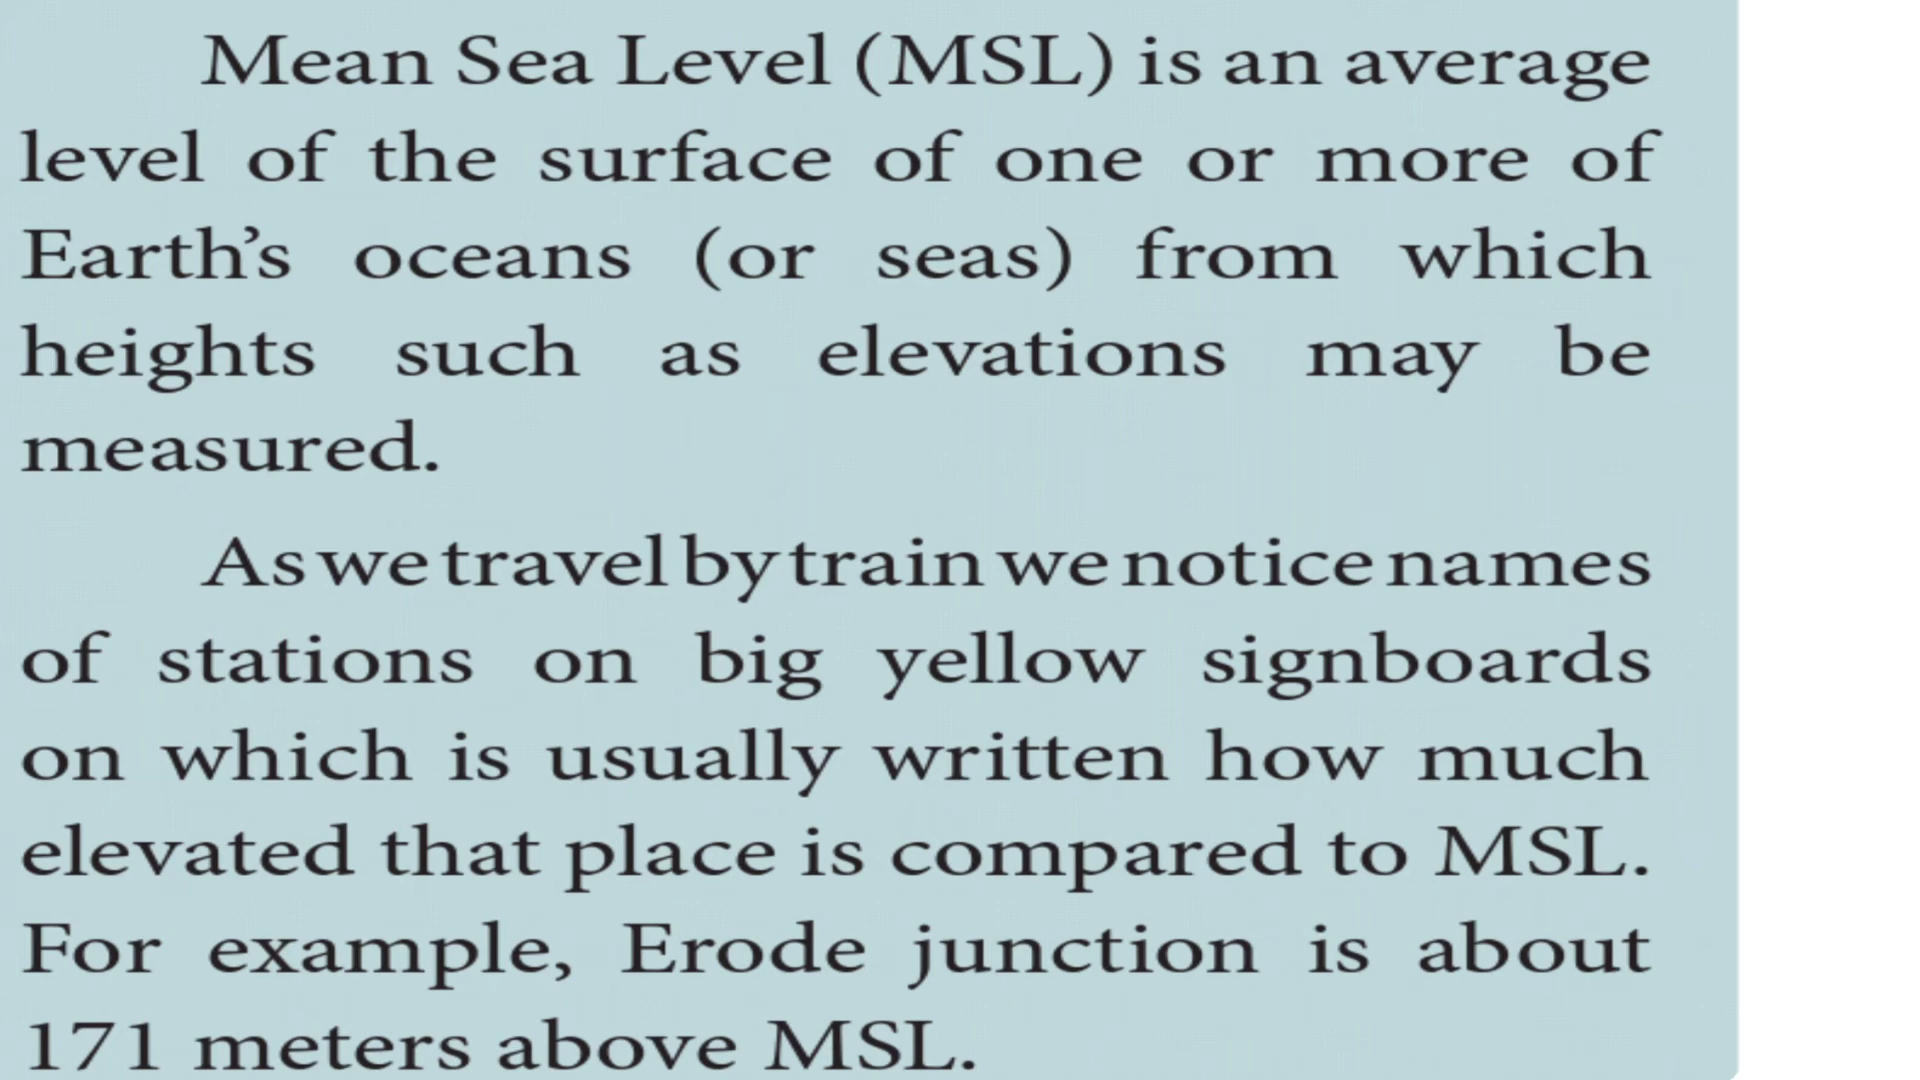 Mean Sea Level (MSL) is an average
level of the surface of one or more of
Earth’s oceans (or seas) from which
heights such as elevations may be
measured.
As we travel by train we notice names
of stations on big yellow signboards
on which is usually written how much
elevated that place is compared to MSL.
For example, Erode junction is about
171 meters above MSL.